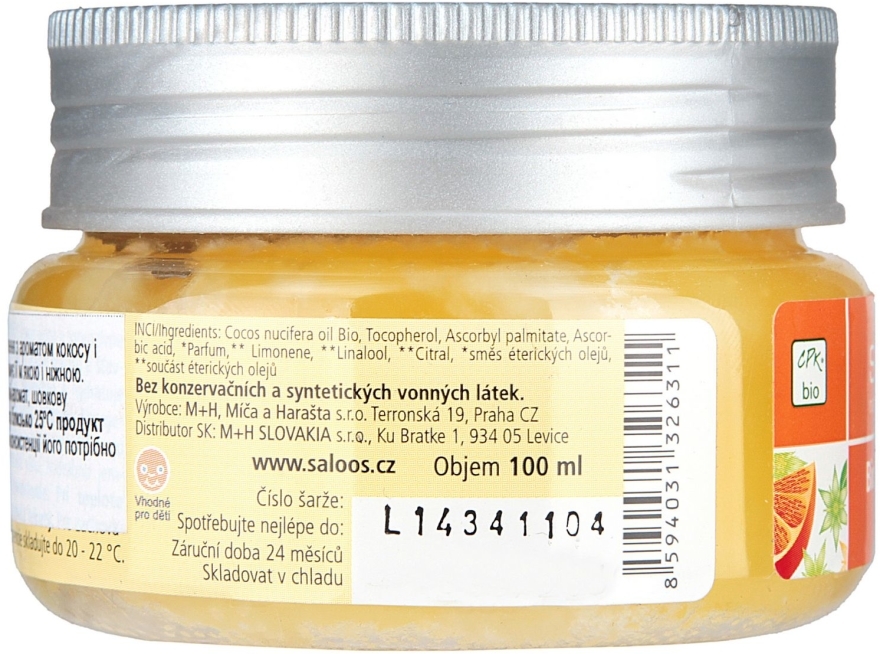 INCI/Ingredients: Cocos nucifera oil Bio, Tocopherol, Ascorbyl palmitate, Ascor-
bic acid, *Parfum,** Limonene, **Linalool, **Citral, *směs éterických olejů,
**součást éterických olejů
Bez konzervačních a syntetických vonných látek.
Výrobce: M+H, Míča a Harašta s.r.o. Terronská 19, Praha CZ
Distributor SK: M+H SLOVAKIA s.r.o., Ku Bratke 1, 934 05 Levice
www.saloos.cz Objem 100 ml
Vhodné
pro děti
Číslo šarže:
Spotřebujte nejlépe do:
Záruční doba 24 měsíců
Skladovat v chladu
L14341104
8 594031 326311
з ароматом кокосу і
її м'якою і ніжною.
шовкову
25°C продукт
його потрібно
skladujte do 20 - 22 °C.
CPK
bio